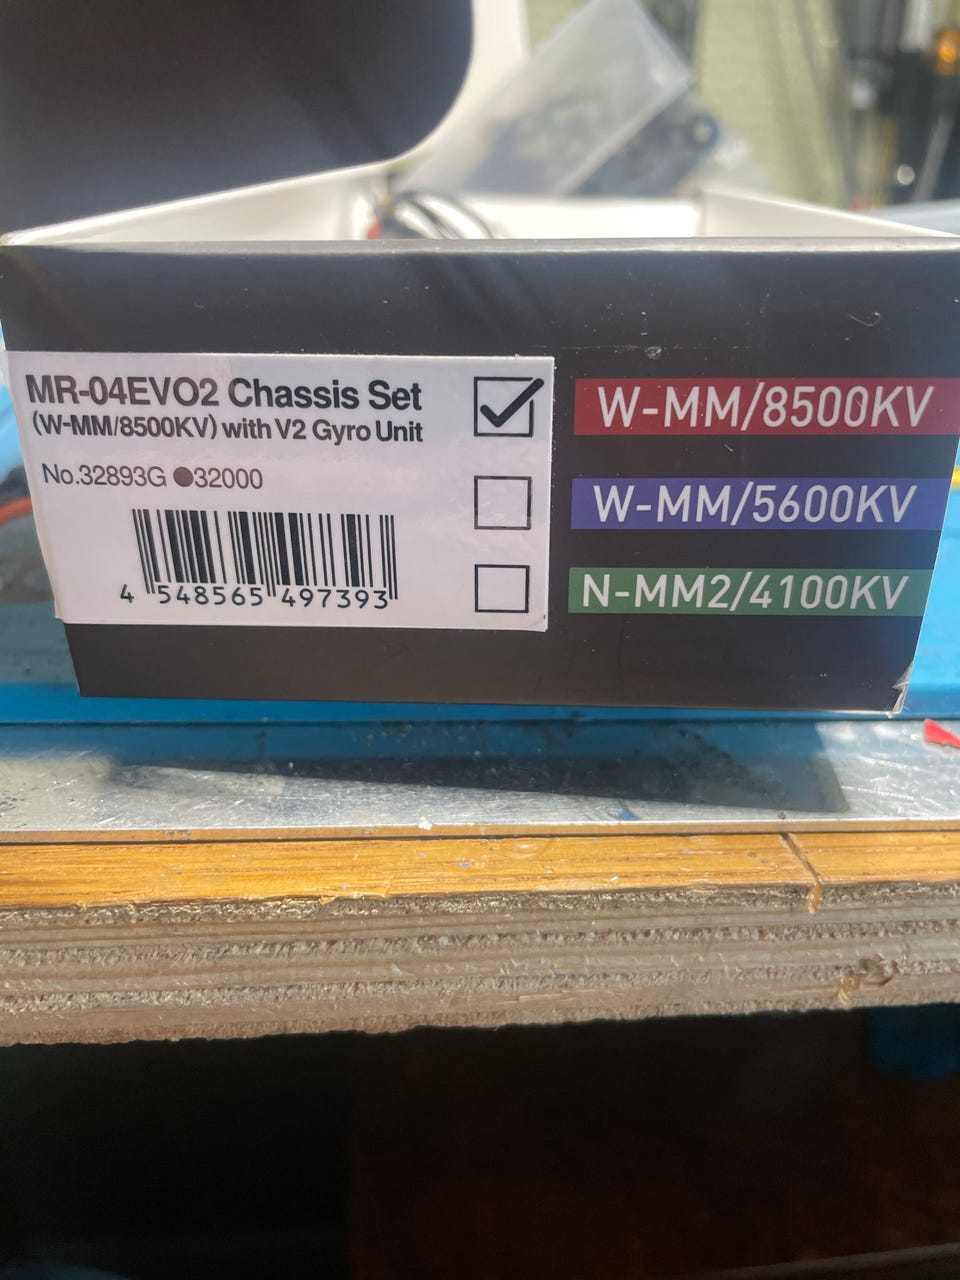 MR-04EVO2 Chassis Set
(W-MM/8500KV) with V2 Gyro Unit
No.32893G ●32000
4 548565 497393
W-MM/8500KV
W-MM/5600KV
N-MM2/4100KV